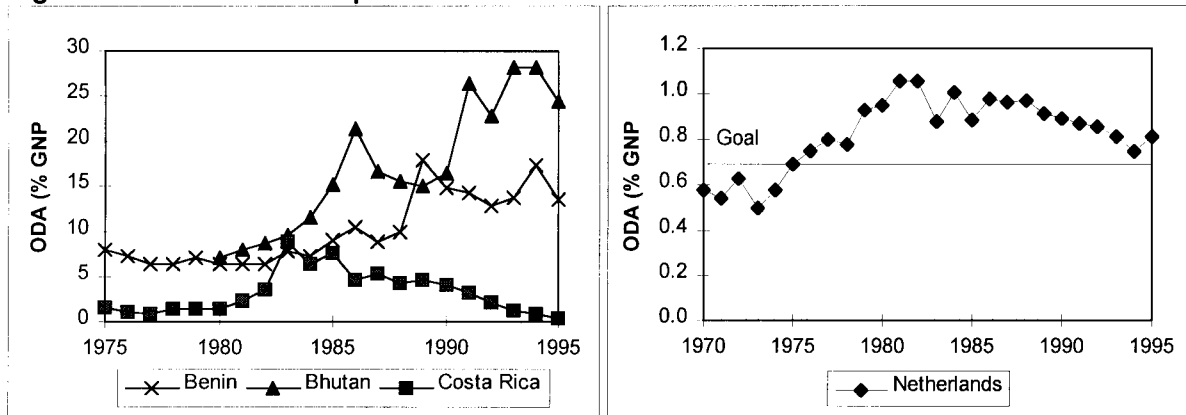 30
25
20
15
10
5
0
ODA (% GNP)
1975 1980 1985 1990 1995
Benin Bhutan Costa Rica
1.2
1.0
0.8
0.6
0.4
0.2
0.0
ODA (% GNP)
Goal
1970 1975 1980 1985 1990 1995
Netherlands